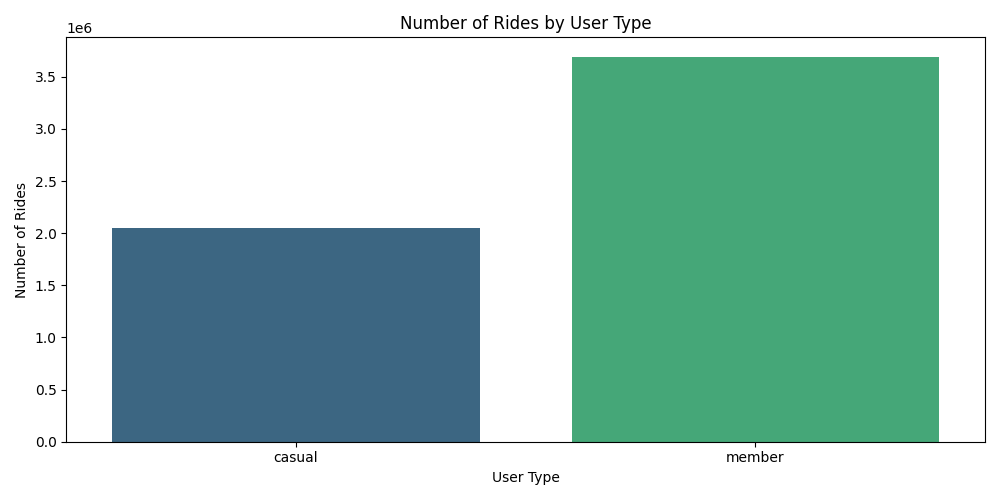 Number of Rides by User Type
1e6
3.5
3.0
2.5
2.0
1.5
1.0
0.5
0.0
Number of Rides
casual
member
User Type